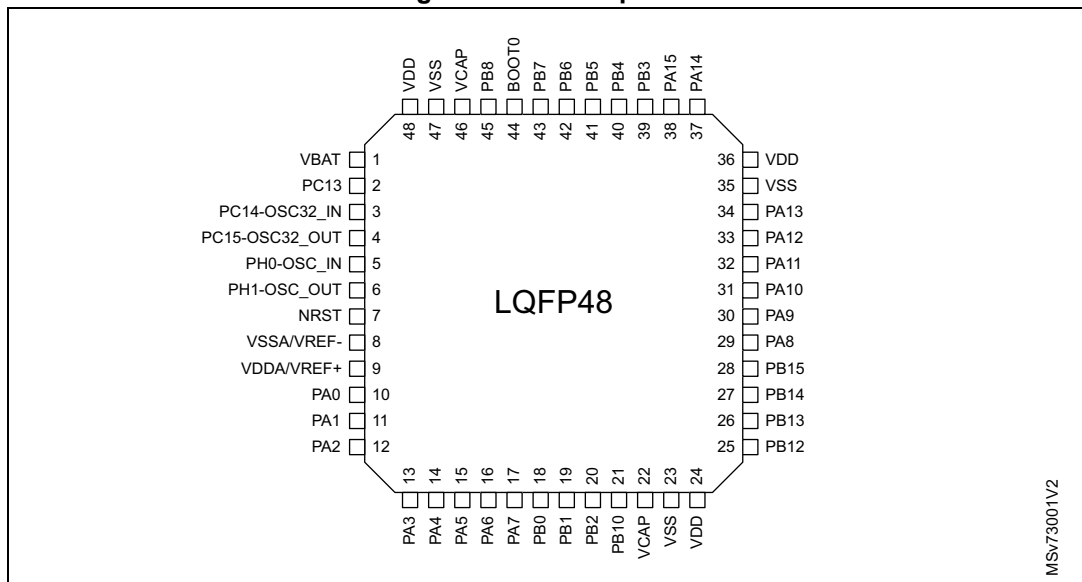 VDD
VSS
VCAP
PB8
BOOT0
PB7
PB6
PB5
PB4
PB3
PA15
PA14
48 47 46 45 44 43 42 41 40 39 38 37
VBAT 1
PC13 2
PC14-OSC32_IN 3
PC15-OSC32_OUT 4
PH0-OSC_IN 5
PH1-OSC_OUT 6
NRST 7
VSSA/VREF- 8
VDDA/VREF+ 9
PA0 10
PA1 11
PA2 12
LQFP48
36 VDD
35 VSS
34 PA13
33 PA12
32 PA11
31 PA10
30 PA9
29 PA8
28 PB15
27 PB14
26 PB13
25 PB12
13 14 15 16 17 18 19 20 21 22 23 24
PA3
PA4
PA5
PA6
PA7
PB0
PB1
PB2
PB10
VCAP
VSS
VDD
MSv73001V2